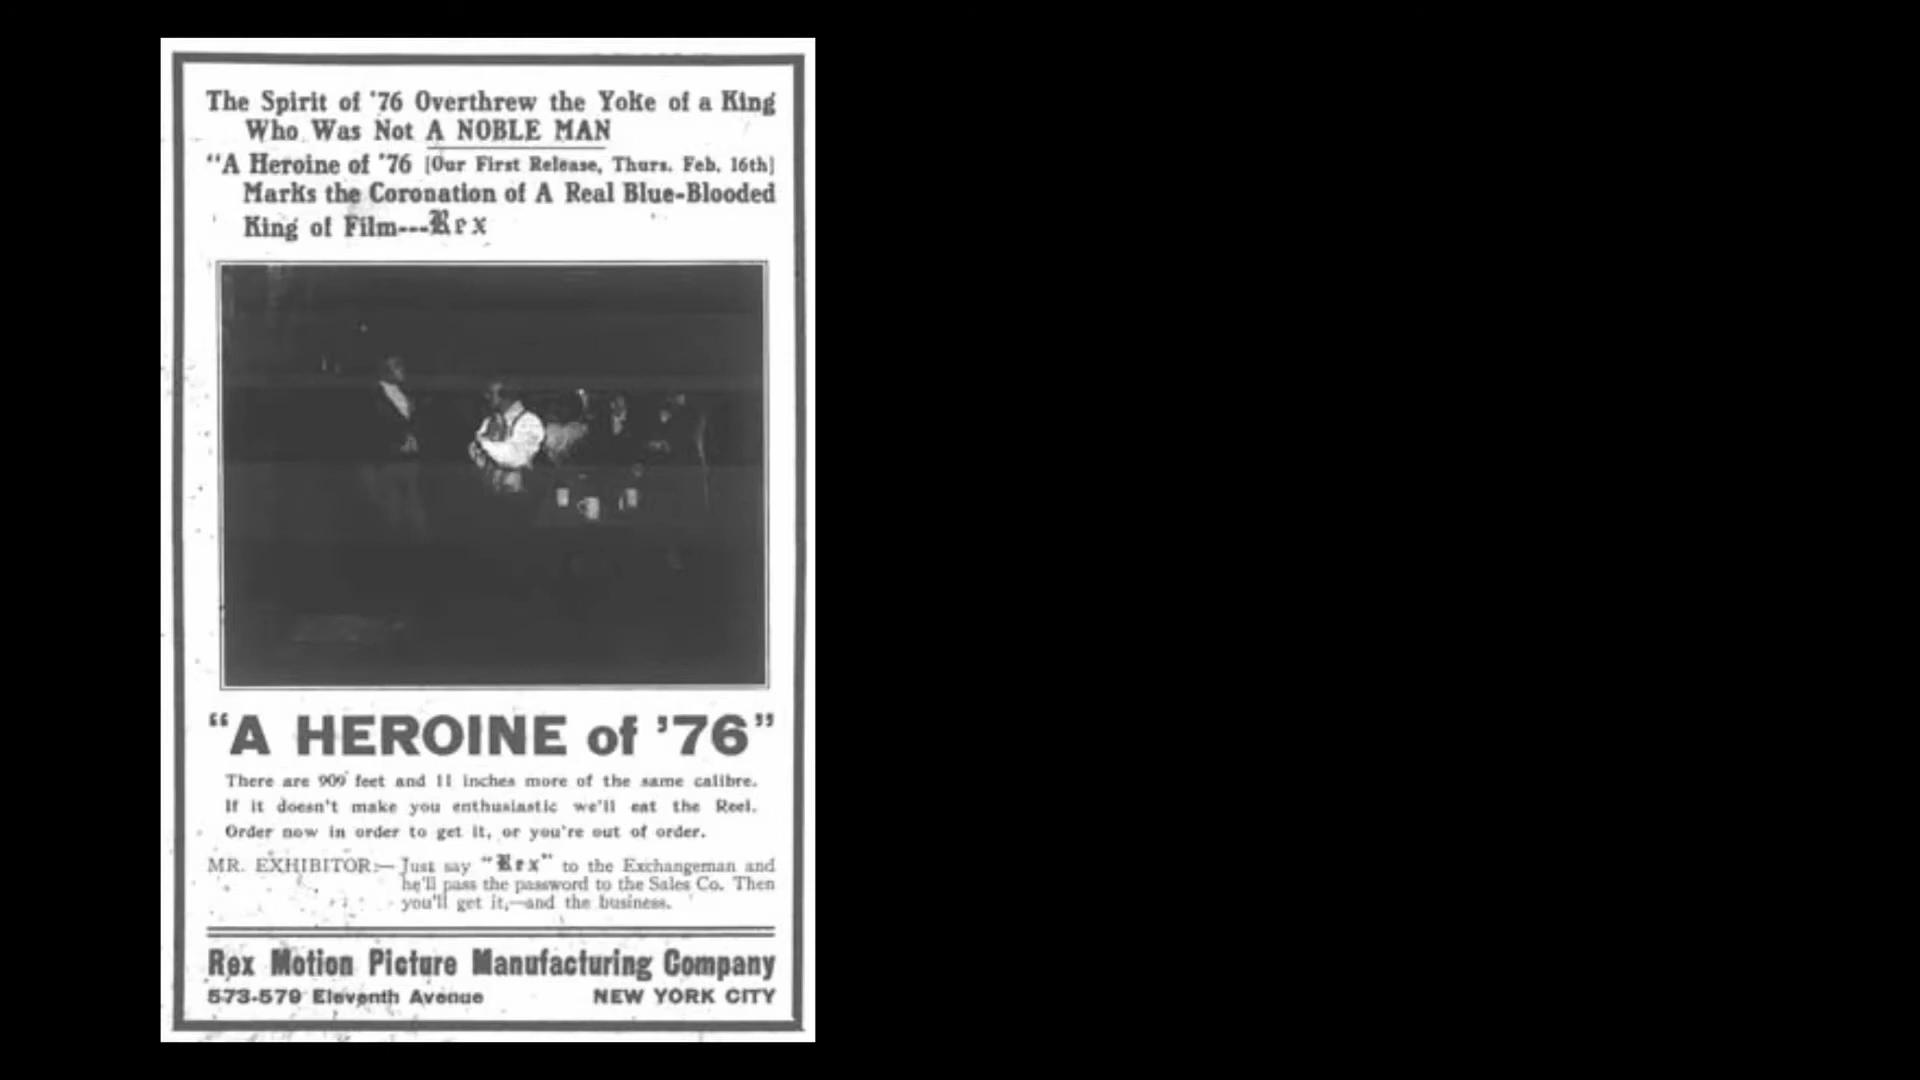 The Spirit of '76 Overthrew the Yoke of a King
Who Was Not A NOBLE MAN
"A Heroine of '76 [Our First Release, Thurs. Feb. 16th]
Marks the Coronation of A Real Blue-Blooded
King of Film---Rex
"A HEROINE of '76"
There are 909 feet and 11 inches more of the same calibre.
If it doesn't make you enthusiastic we'll eat the Reel.
Order now in order to get it, or you're out of order.
MR. EXHIBITOR:— Just say "Rex" to the Exchangeman and
he'll pass the password to the Sales Co. Then
you'll get it,—and the business.
Rex Motion Picture Manufacturing Company
573-579 Eleventh Avenue NEW YORK CITY